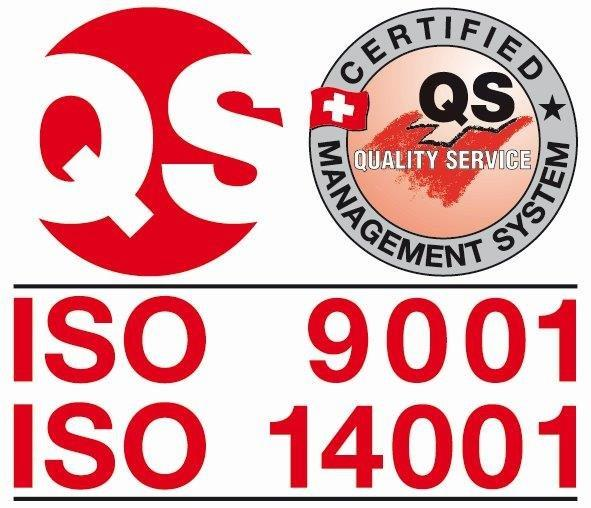 QS
CERTIFIED
QS
QUALITY SERVICE
MANAGEMENT SYSTEM
ISO 9001
ISO 14001